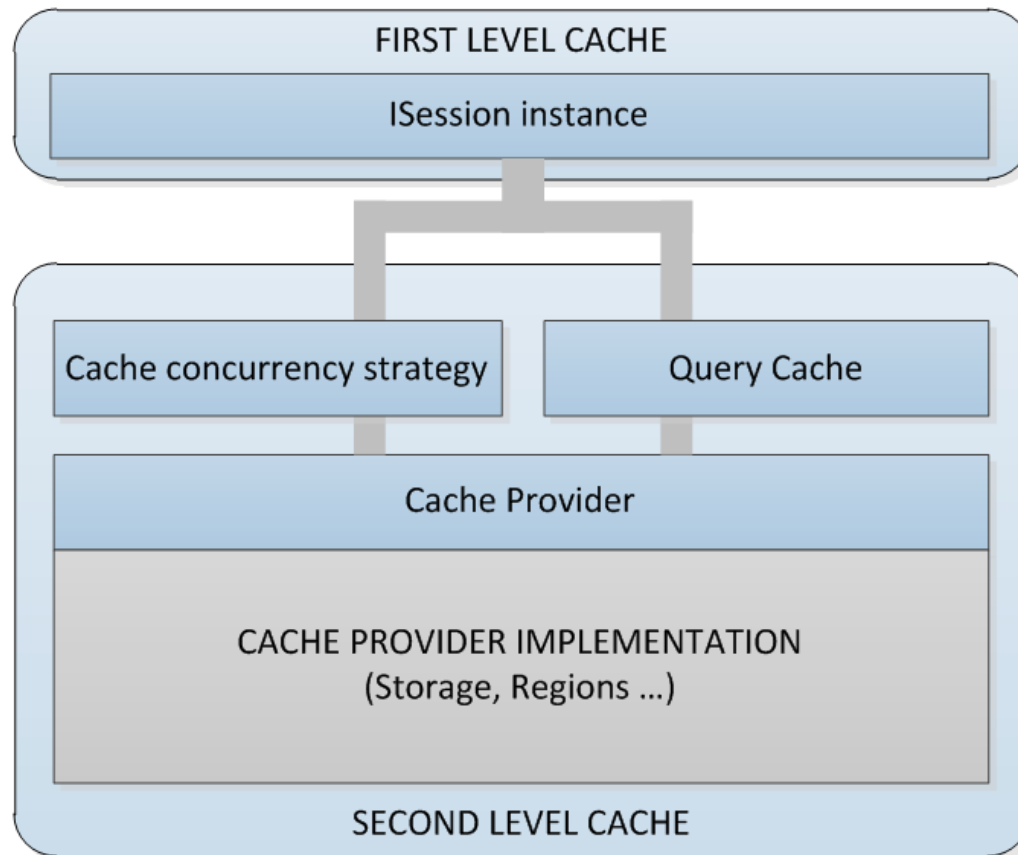 FIRST LEVEL CACHE
ISession instance
Cache concurrency strategy
Query Cache
Cache Provider
CACHE PROVIDER IMPLEMENTATION
(Storage, Regions ...)
SECOND LEVEL CACHE